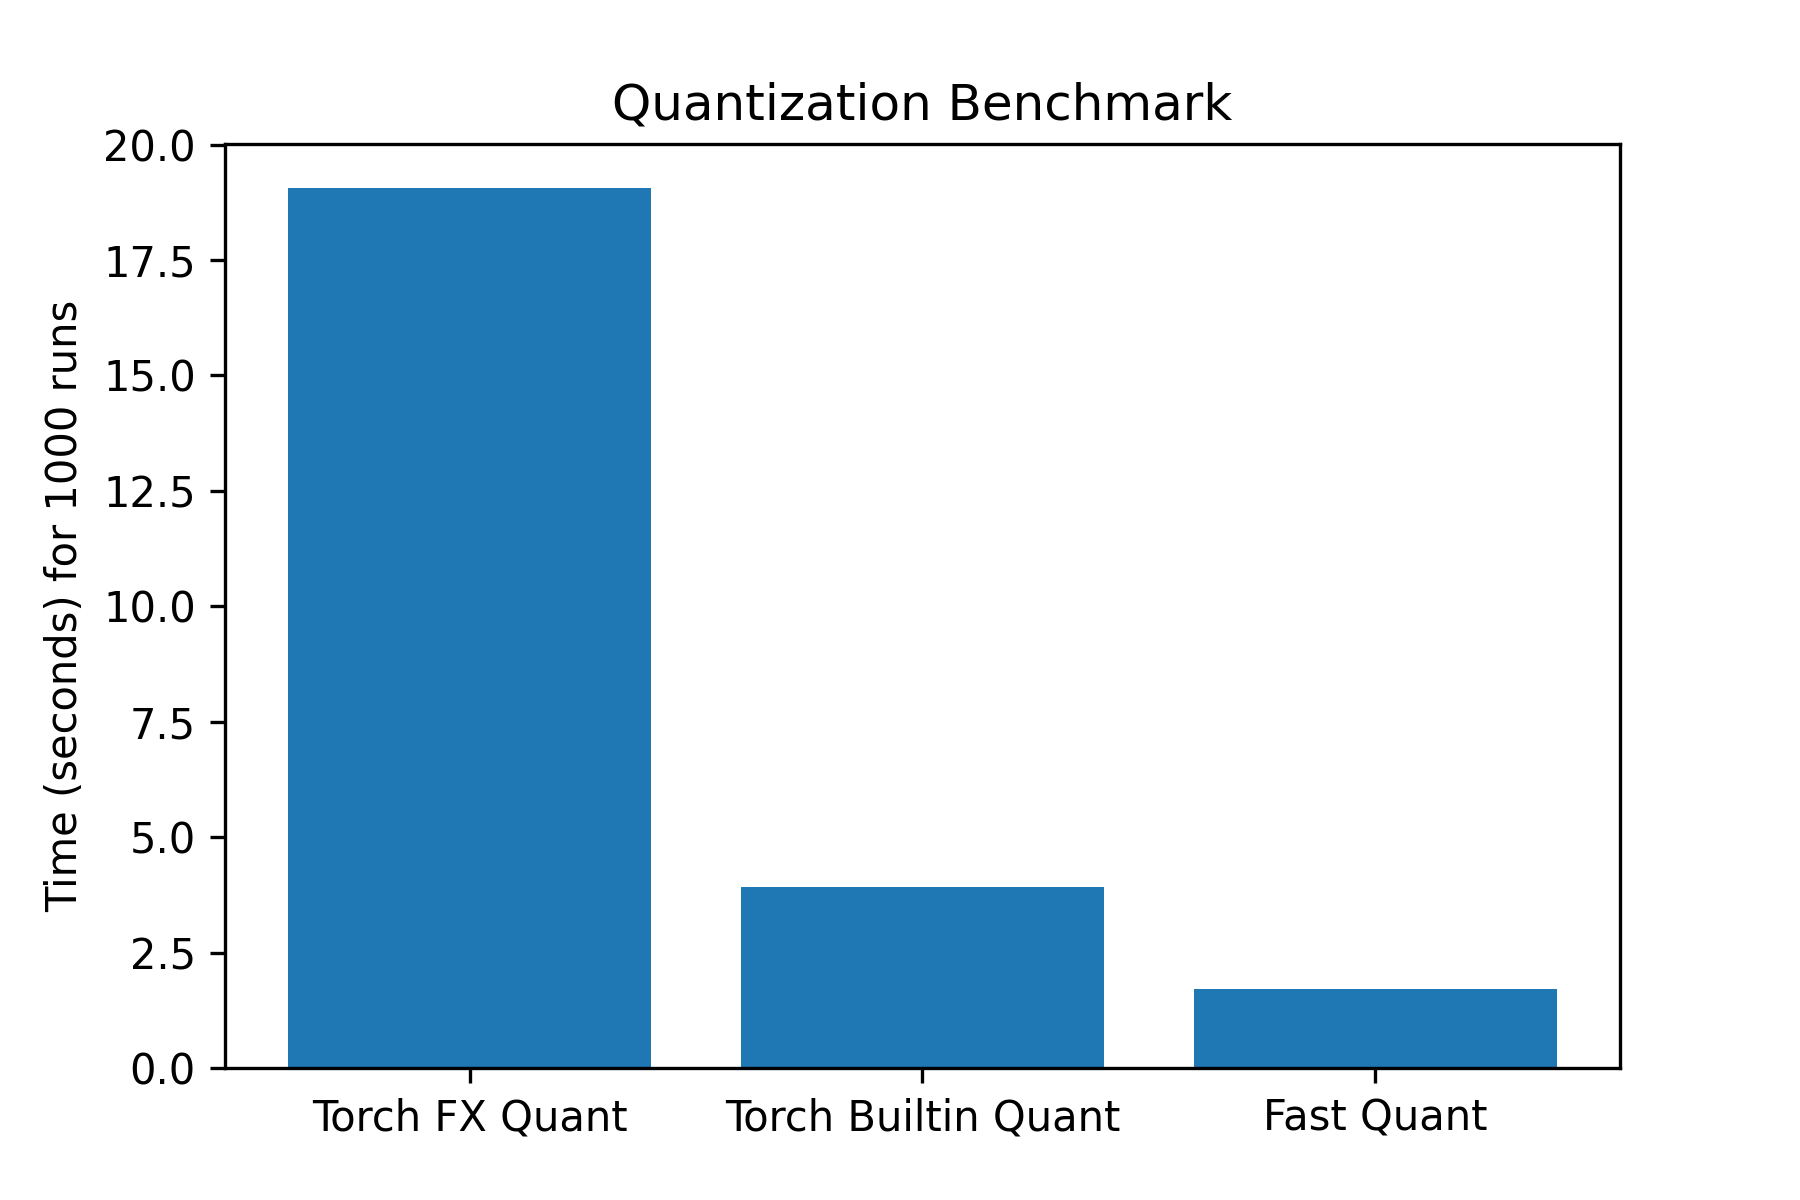 Quantization Benchmark
Time (seconds) for 1000 runs
20.0
17.5
15.0
12.5
10.0
7.5
5.0
2.5
0.0
Torch FX Quant
Torch Builtin Quant
Fast Quant